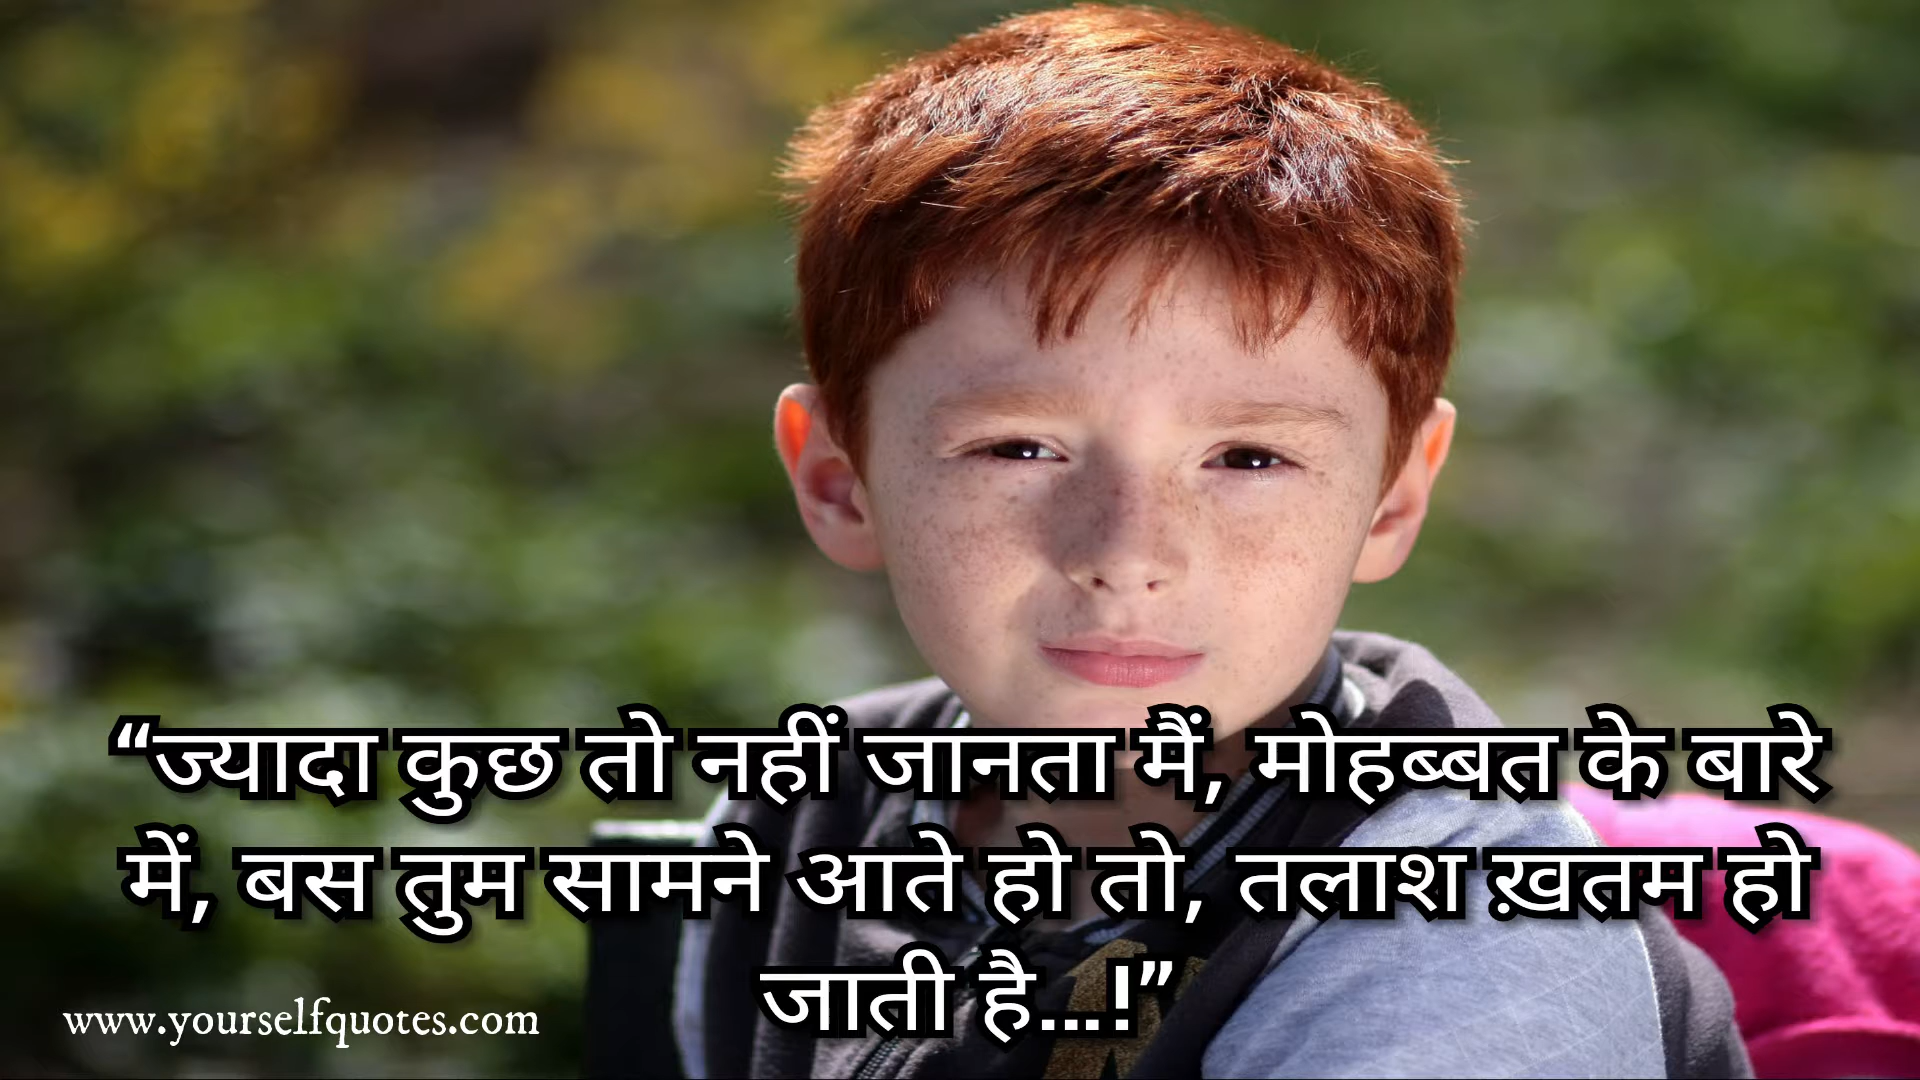 “ज्यादा कुछ तो नहीं जानता मैं, मोहब्बत के बारे
में, बस तुम सामने आते हो तो, तलाश ख़तम हो
जाती है...!”
www.yourselfquotes.com